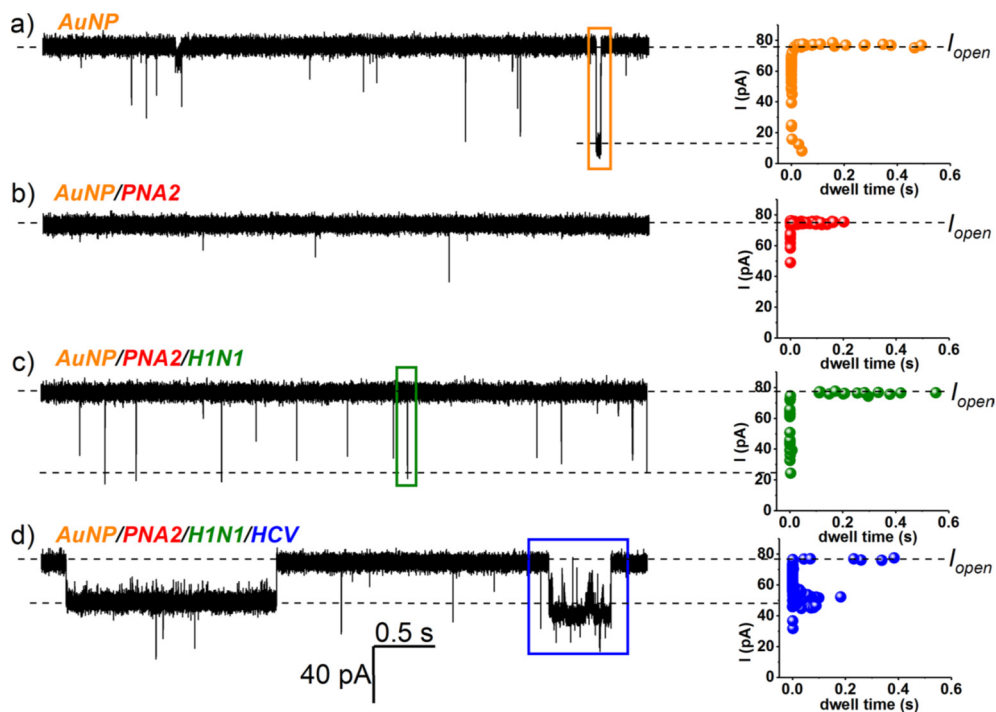 a) AuNP
80
60
40
20
0
I (pA)
0.0 0.2 0.4 0.6
dwell time (s)
Iopen
b) AuNP/PNA2
80
60
40
20
0
I (pA)
0.0 0.2 0.4 0.6
dwell time (s)
Iopen
c) AuNP/PNA2/H1N1
80
60
40
20
0
I (pA)
0.0 0.2 0.4 0.6
dwell time (s)
Iopen
d) AuNP/PNA2/H1N1/HCV
0.5 s
40 pA
80
60
40
20
0
I (pA)
0.0 0.2 0.4 0.6
dwell time (s)
Iopen